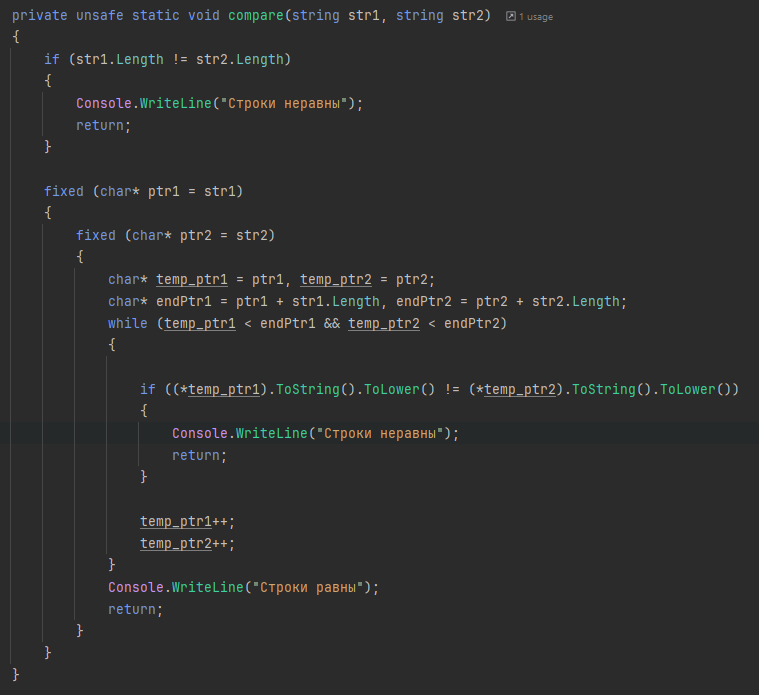 private unsafe static void compare(string str1, string str2) 1 usage
{
if (str1.Length != str2.Length)
{
Console.WriteLine("Строки неравны");
return;
}
fixed (char* ptr1 = str1)
{
fixed (char* ptr2 = str2)
{
char* temp_ptr1 = ptr1, temp_ptr2 = ptr2;
char* endPtr1 = ptr1 + str1.Length, endPtr2 = ptr2 + str2.Length;
while (temp_ptr1 < endPtr1 && temp_ptr2 < endPtr2)
{
if ((*temp_ptr1).ToString().ToLower() != (*temp_ptr2).ToString().ToLower())
{
Console.WriteLine("Строки неравны");
return;
}
temp_ptr1++;
temp_ptr2++;
}
Console.WriteLine("Строки равны");
return;
}
}
}